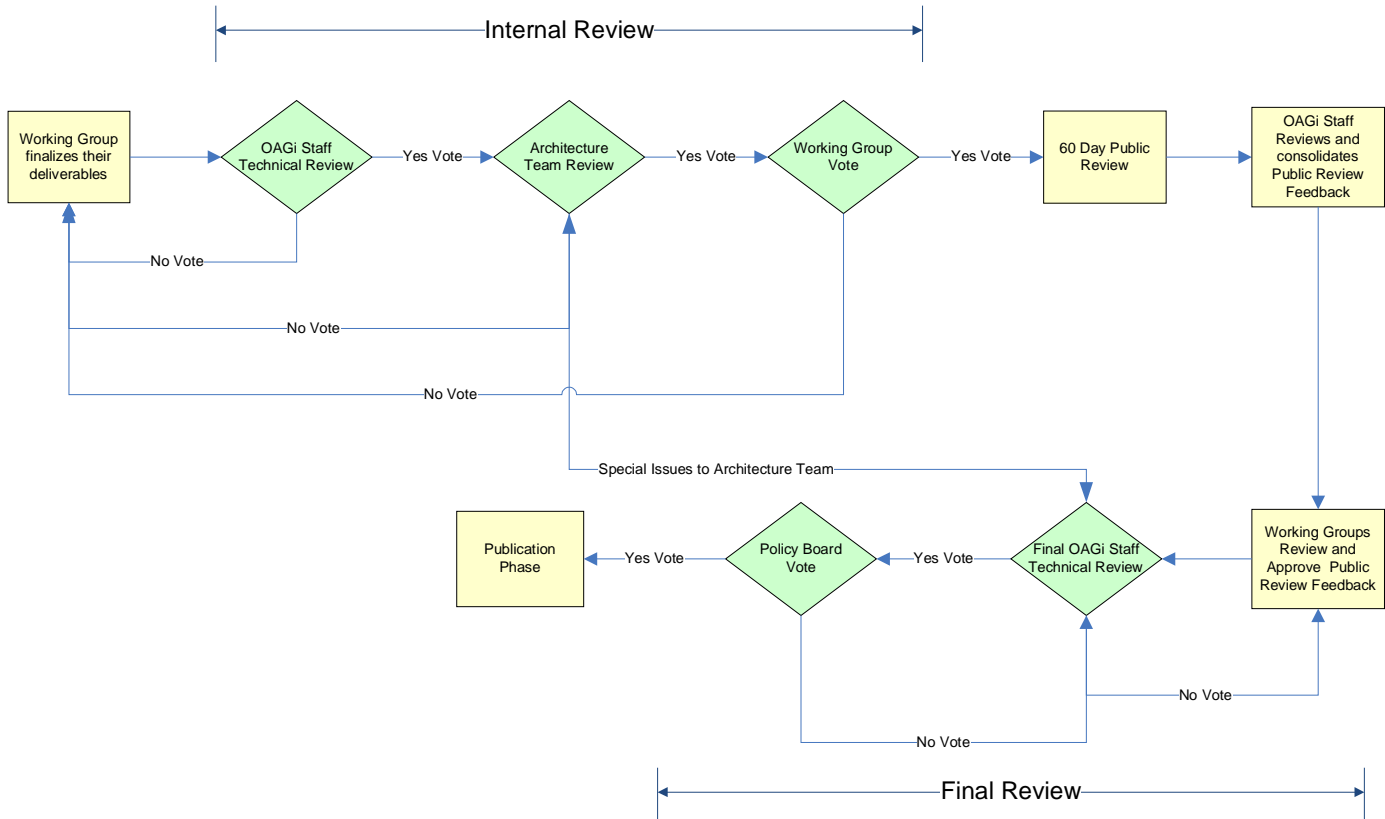 Internal Review
Working Group
finalizes their
deliverables
OAGi Staff
Technical Review
Yes Vote
Architecture
Team Review
Yes Vote
Working Group
Vote
Yes Vote
60 Day Public
Review
OAGi Staff
Reviews and
consolidates
Public Review
Feedback
No Vote
No Vote
No Vote
Special Issues to Architecture Team
Publication
Phase
Yes Vote
Policy Board
Vote
Yes Vote
Final OAGi Staff
Technical Review
Working Groups
Review and
Approve Public
Review Feedback
No Vote
No Vote
Final Review